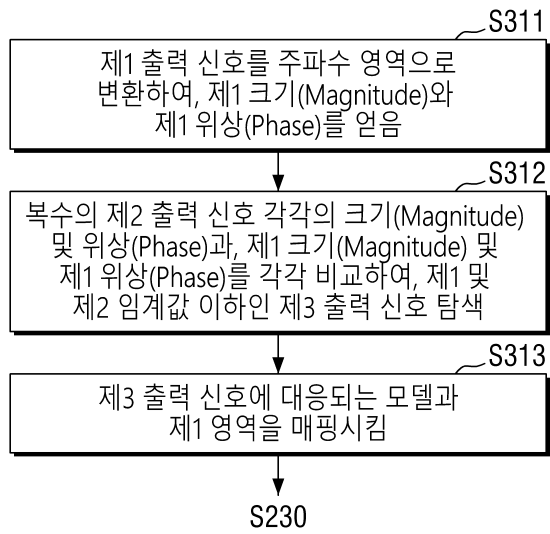 S311
제1 출력 신호를 주파수 영역으로
변환하여, 제1 크기(Magnitude)와
제1 위상(Phase)를 얻음
S312
복수의 제2 출력 신호 각각의 크기(Magnitude)
및 위상(Phase)과, 제1 크기(Magnitude) 및
제1 위상(Phase)를 각각 비교하여, 제1 및
제2 임계값 이하인 제3 출력 신호 탐색
S313
제3 출력 신호에 대응되는 모델과
제1 영역을 매핑시킴
S230